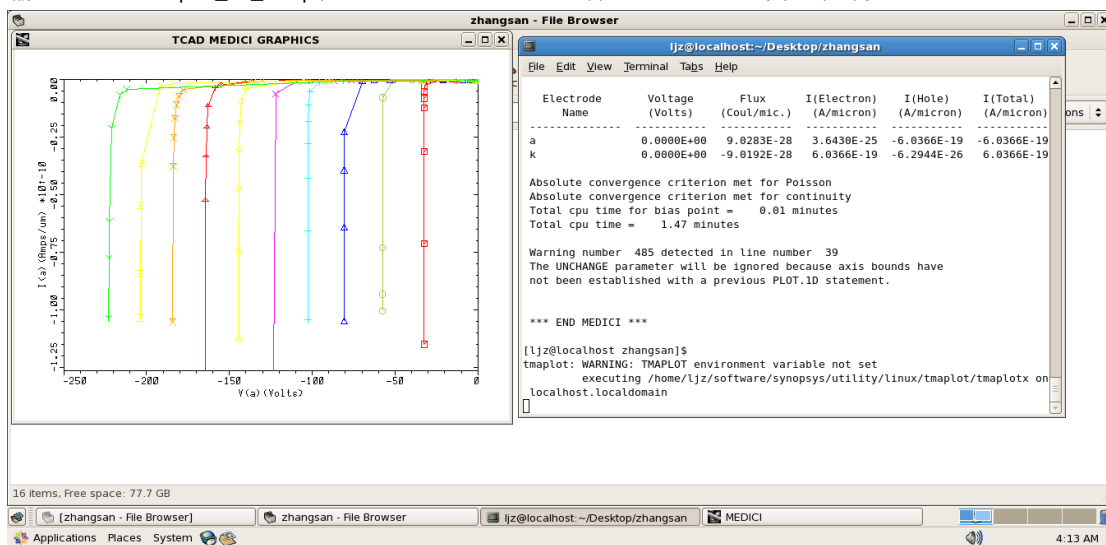 zhangsan - File Browser
TCAD MEDICI GRAPHICS
0.00
-0.25
-0.50
-0.75
-1.00
-1.25
I(a)(Amps/um) *10↑-10
-250 -200 -150 -100 -50 0
V(a)(Volts)
ljz@localhost:~/Desktop/zhangsan
File Edit View Terminal Tabs Help
Electrode Voltage Flux I(Electron) I(Hole) I(Total)
Name (Volts) (Coul/mic.) (A/micron) (A/micron) (A/micron)
-------------- ----------- ----------- ----------- ----------- -----------
a 0.0000E+00 9.0283E-28 3.6430E-25 -6.0366E-19 -6.0366E-19
k 0.0000E+00 -9.0192E-28 6.0366E-19 -6.2944E-26 6.0366E-19
Absolute convergence criterion met for Poisson
Absolute convergence criterion met for continuity
Total cpu time for bias point = 0.01 minutes
Total cpu time = 1.47 minutes
Warning number 485 detected in line number 39
The UNCHANGE parameter will be ignored because axis bounds have
not been established with a previous PLOT.1D statement.
*** END MEDICI ***
[ljz@localhost zhangsan]$
tmaplot: WARNING: TMAPLOT environment variable not set
executing /home/ljz/software/synopsys/utility/linux/tmaplot/tmaplotx on
localhost.localdomain
ons
16 items, Free space: 77.7 GB
[zhangsan - File Browser] zhangsan - File Browser ljz@localhost:~/Desktop/zhangsan MEDICI
Applications Places System 4:13 AM